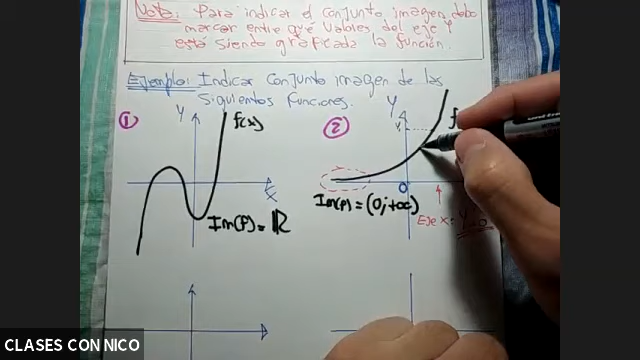 Nota: Para indicar el conjunto imagen debo
marcar entre qué valores del eje Y
está siendo graficada la función.
Ejemplo: Indicar Conjunto imagen de las
siguientes funciones.
① Y f(x)
X
Im(f) = ℝ
② Y
f
0
Im(f) = (0; +∞)
Eje X: Y=0
CLASES CON NICO